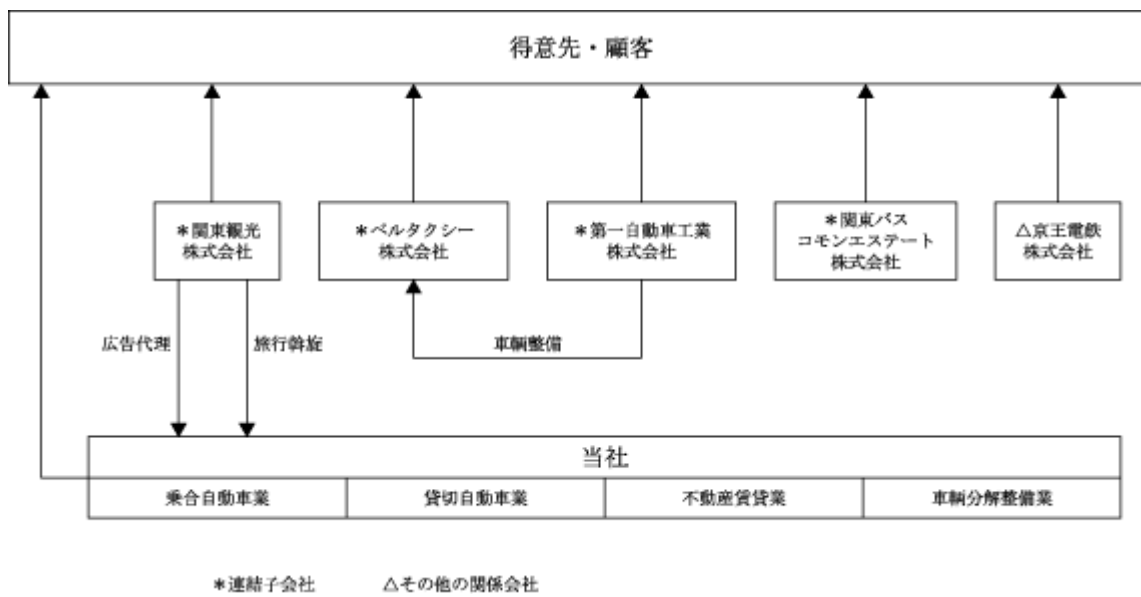 得意先・顧客
＊関東観光
株式会社
＊ベルタクシー
株式会社
＊第一自動車工業
株式会社
＊関東バス
コモンエステート
株式会社
△京王電鉄
株式会社
広告代理
旅行斡旋
車輌整備
当社
乗合自動車業
貸切自動車業
不動産賃貸業
車輌分解整備業
＊連結子会社
△その他の関係会社